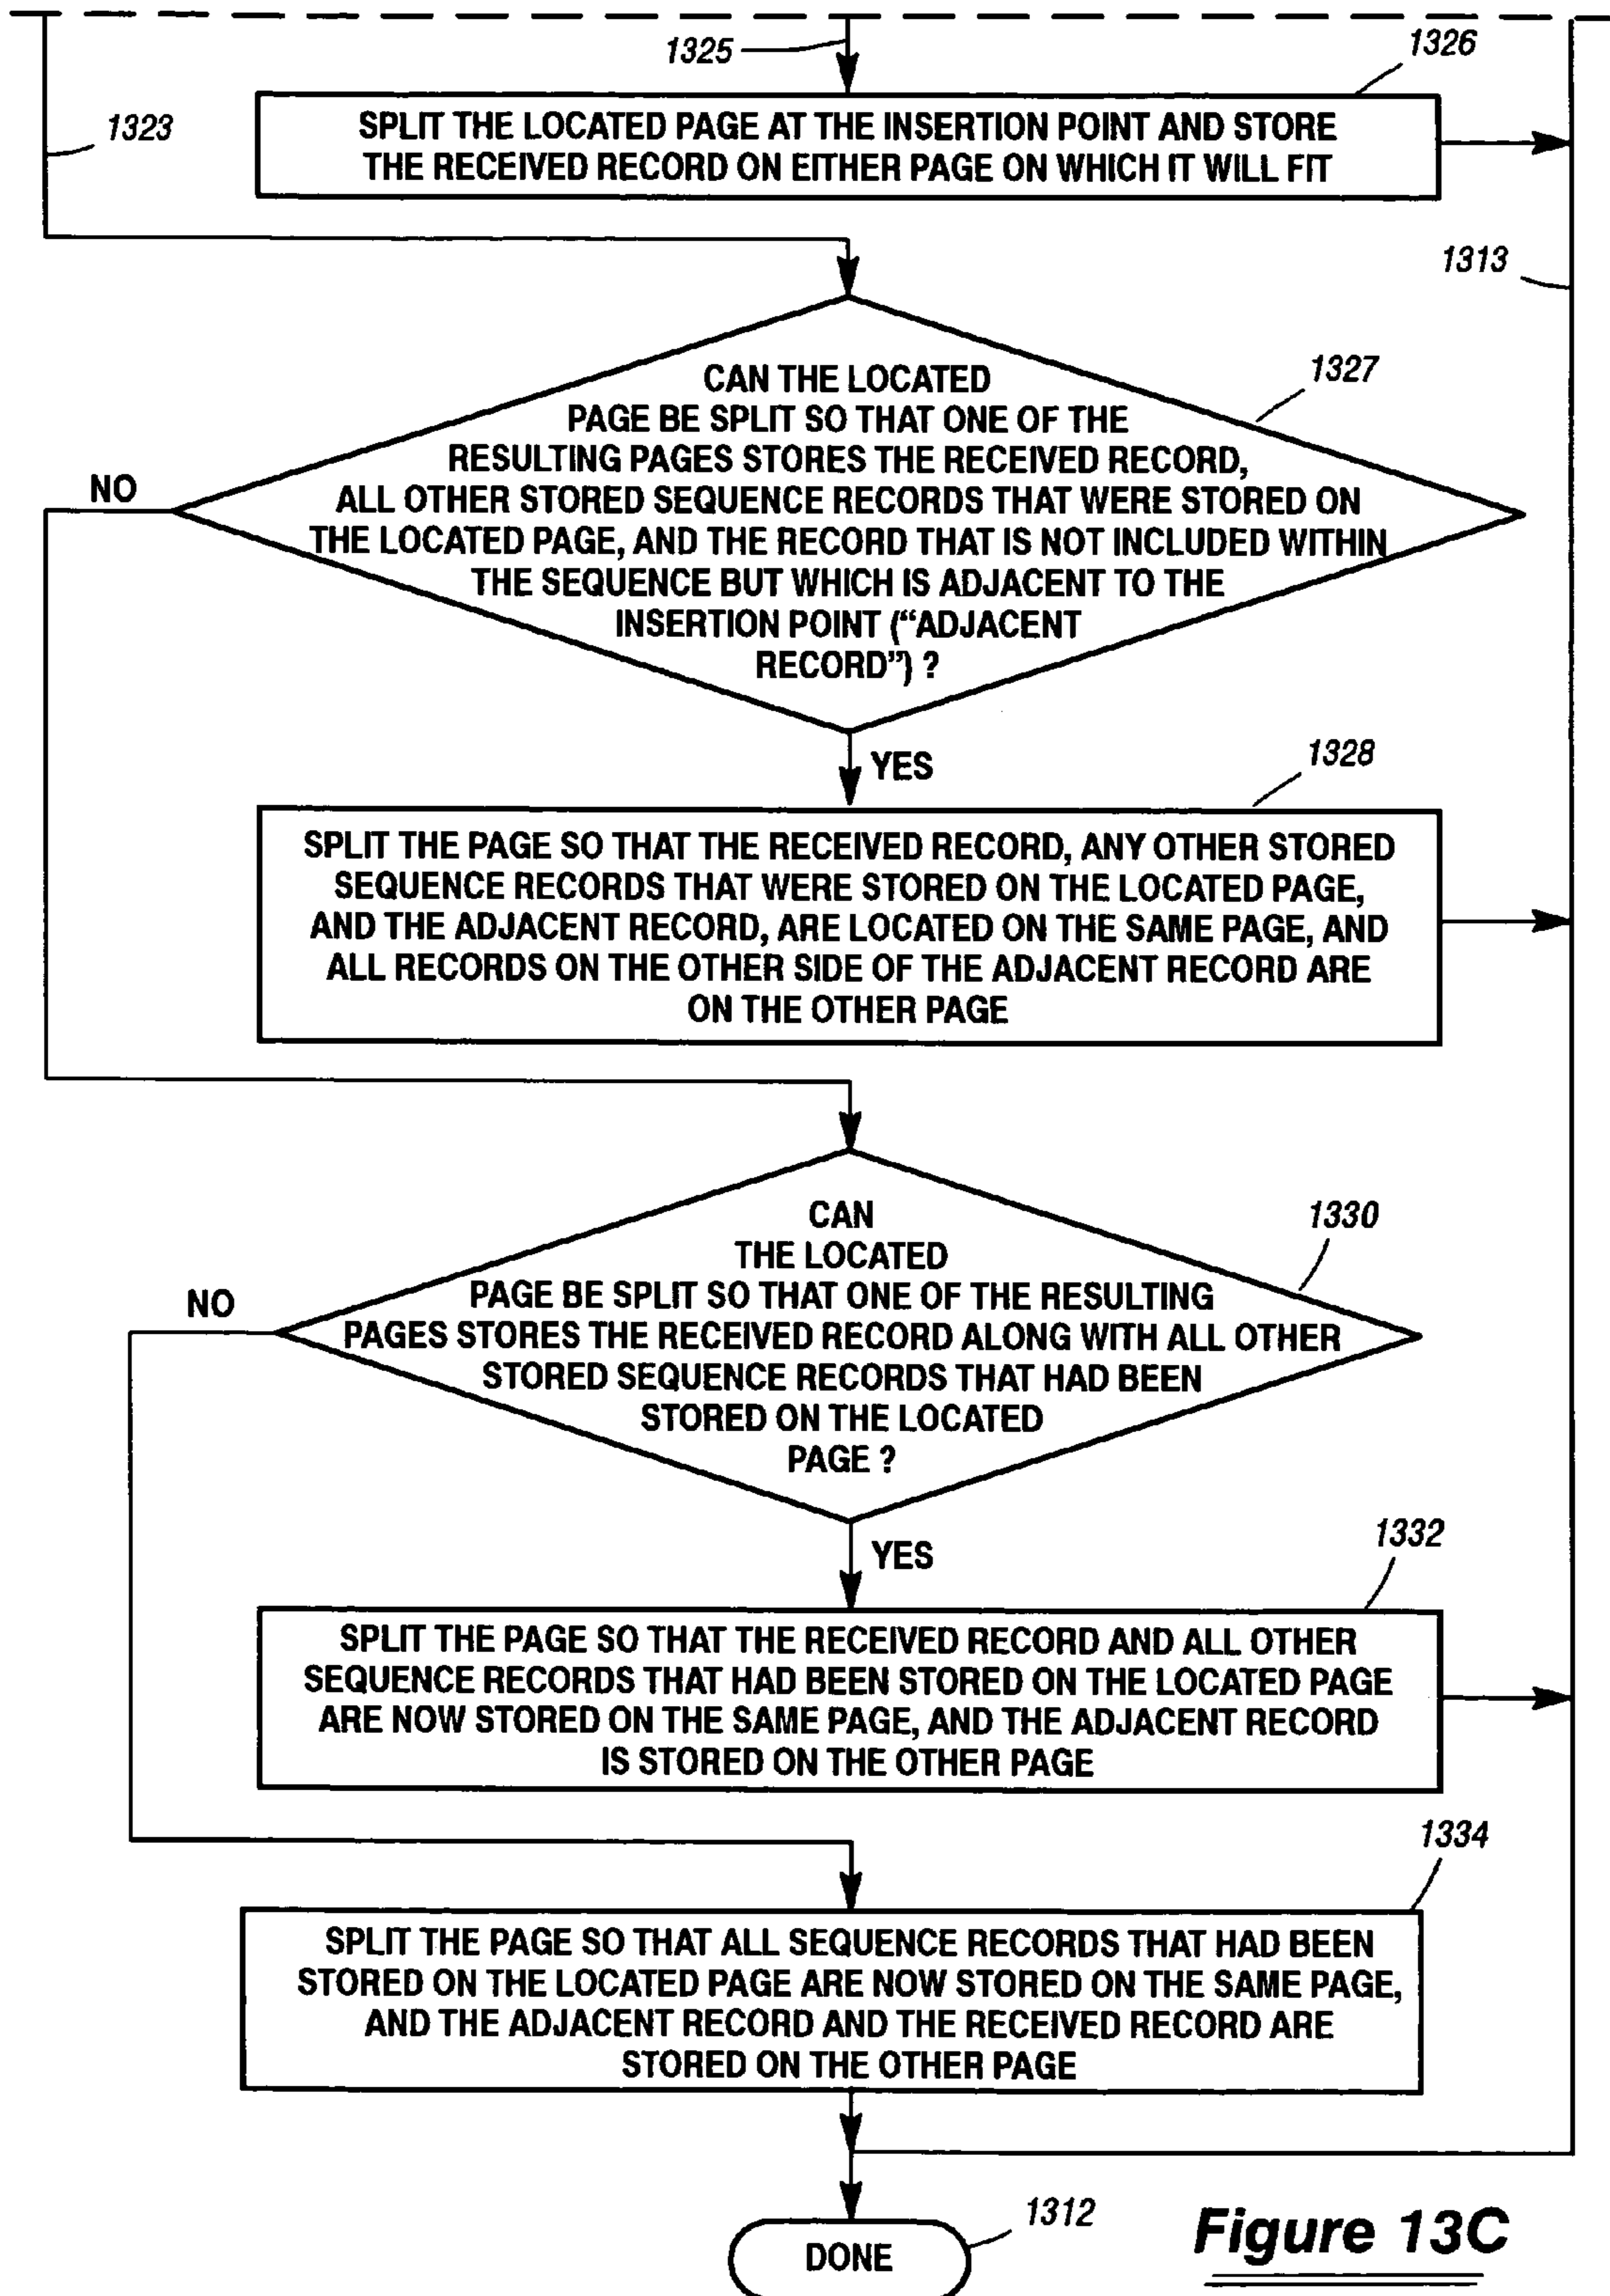 1325
1326
SPLIT THE LOCATED PAGE AT THE INSERTION POINT AND STORE
THE RECEIVED RECORD ON EITHER PAGE ON WHICH IT WILL FIT
1323
1313
1327
CAN THE LOCATED
PAGE BE SPLIT SO THAT ONE OF THE
RESULTING PAGES STORES THE RECEIVED RECORD,
ALL OTHER STORED SEQUENCE RECORDS THAT WERE STORED ON
THE LOCATED PAGE, AND THE RECORD THAT IS NOT INCLUDED WITHIN
THE SEQUENCE BUT WHICH IS ADJACENT TO THE
INSERTION POINT (“ADJACENT
RECORD”) ?
NO
YES
1328
SPLIT THE PAGE SO THAT THE RECEIVED RECORD, ANY OTHER STORED
SEQUENCE RECORDS THAT WERE STORED ON THE LOCATED PAGE,
AND THE ADJACENT RECORD, ARE LOCATED ON THE SAME PAGE, AND
ALL RECORDS ON THE OTHER SIDE OF THE ADJACENT RECORD ARE
ON THE OTHER PAGE
1330
CAN
THE LOCATED
PAGE BE SPLIT SO THAT ONE OF THE RESULTING
PAGES STORES THE RECEIVED RECORD ALONG WITH ALL OTHER
STORED SEQUENCE RECORDS THAT HAD BEEN
STORED ON THE LOCATED
PAGE ?
NO
YES
1332
SPLIT THE PAGE SO THAT THE RECEIVED RECORD AND ALL OTHER
SEQUENCE RECORDS THAT HAD BEEN STORED ON THE LOCATED PAGE
ARE NOW STORED ON THE SAME PAGE, AND THE ADJACENT RECORD
IS STORED ON THE OTHER PAGE
1334
SPLIT THE PAGE SO THAT ALL SEQUENCE RECORDS THAT HAD BEEN
STORED ON THE LOCATED PAGE ARE NOW STORED ON THE SAME PAGE,
AND THE ADJACENT RECORD AND THE RECEIVED RECORD ARE
STORED ON THE OTHER PAGE
1312
DONE
Figure 13C